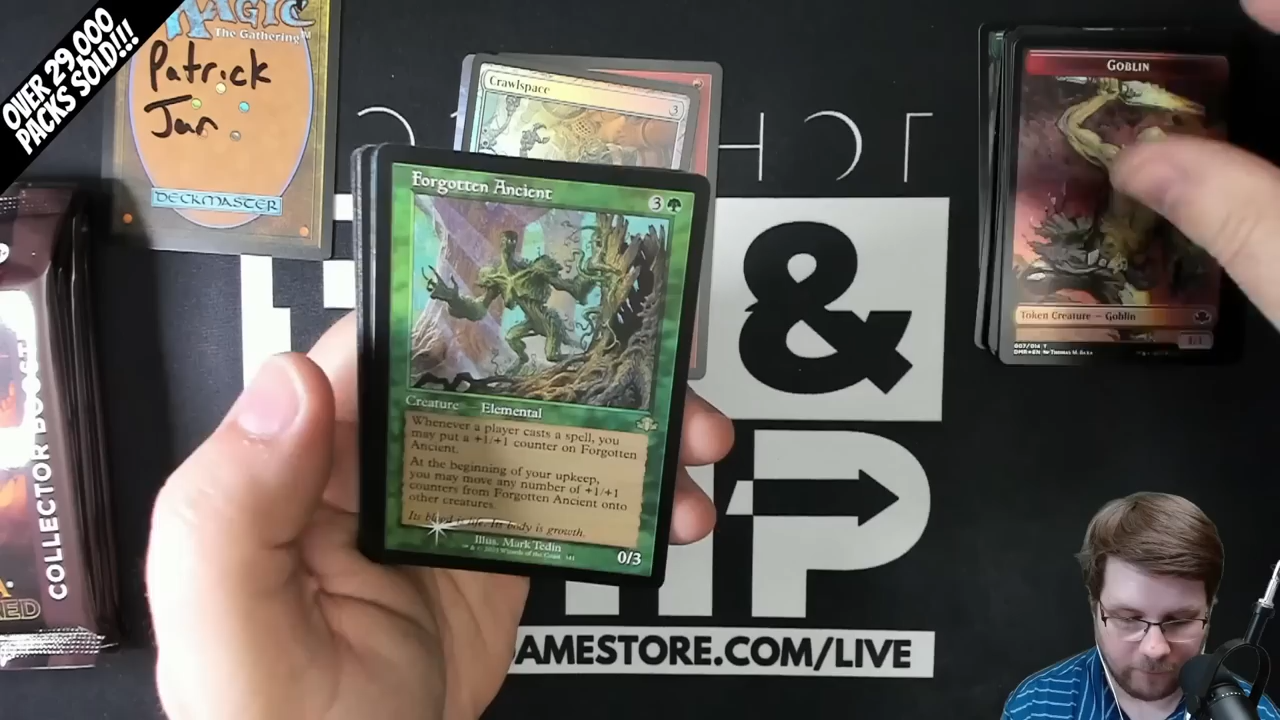 OVER 29,000
PACKS SOLD!!!
MAGIC
The Gathering
Patrick
Jan
DECKMASTER
COLLECTOR BOOST
Crawlspace
3
Forgotten Ancient
3
Creature Elemental
Whenever a player casts a spell, you
may put a +1/+1 counter on Forgotten
Ancient.
At the beginning of your upkeep,
you may move any number of +1/+1
counters from Forgotten Ancient onto
other creatures.
Its blood is life. Its body is growth.
Illus. Mark Tedin
0/3
&
GOBLIN
Token Creature – Goblin
1/1
AMESTORE.COM/LIVE